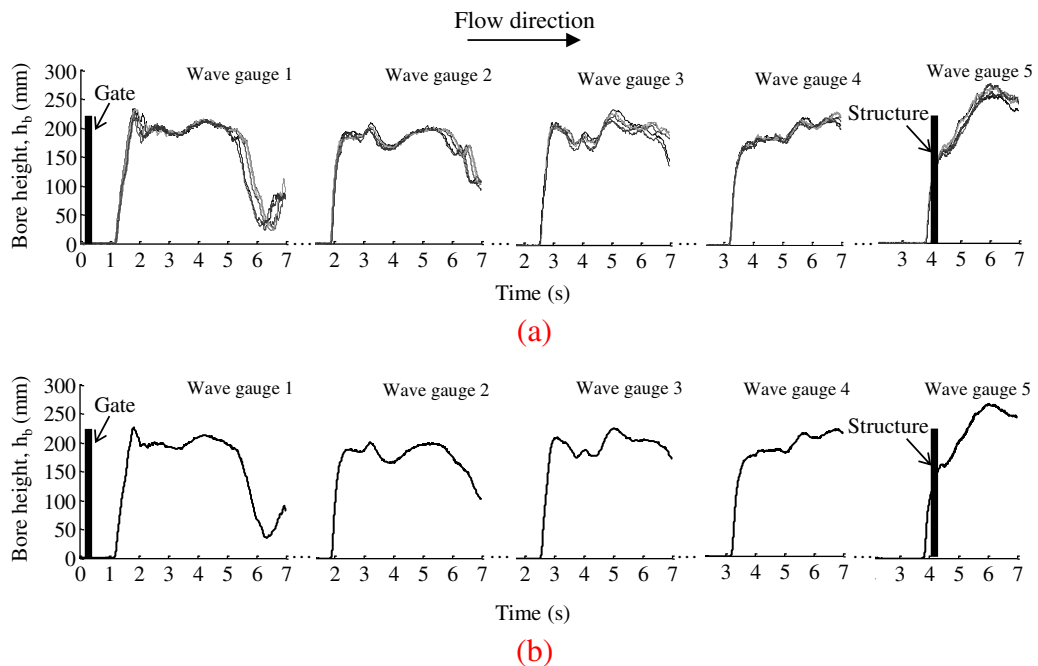 Flow direction
Wave gauge 1 Wave gauge 2 Wave gauge 3 Wave gauge 4 Wave gauge 5
Bore height, h_b (mm)
300
250
200
150
100
50
0
Gate
Structure
0 1 2 3 4 5 6 7 ... 2 3 4 5 6 7 ... 2 3 4 5 6 7 ... 3 4 5 6 7 ... 3 4 5 6 7
Time (s)
(a)
Wave gauge 1 Wave gauge 2 Wave gauge 3 Wave gauge 4 Wave gauge 5
Bore height, h_b (mm)
300
250
200
150
100
50
0
Gate
Structure
0 1 2 3 4 5 6 7 ... 2 3 4 5 6 7 ... 2 3 4 5 6 7 ... 3 4 5 6 7 ... 3 4 5 6 7
Time (s)
(b)